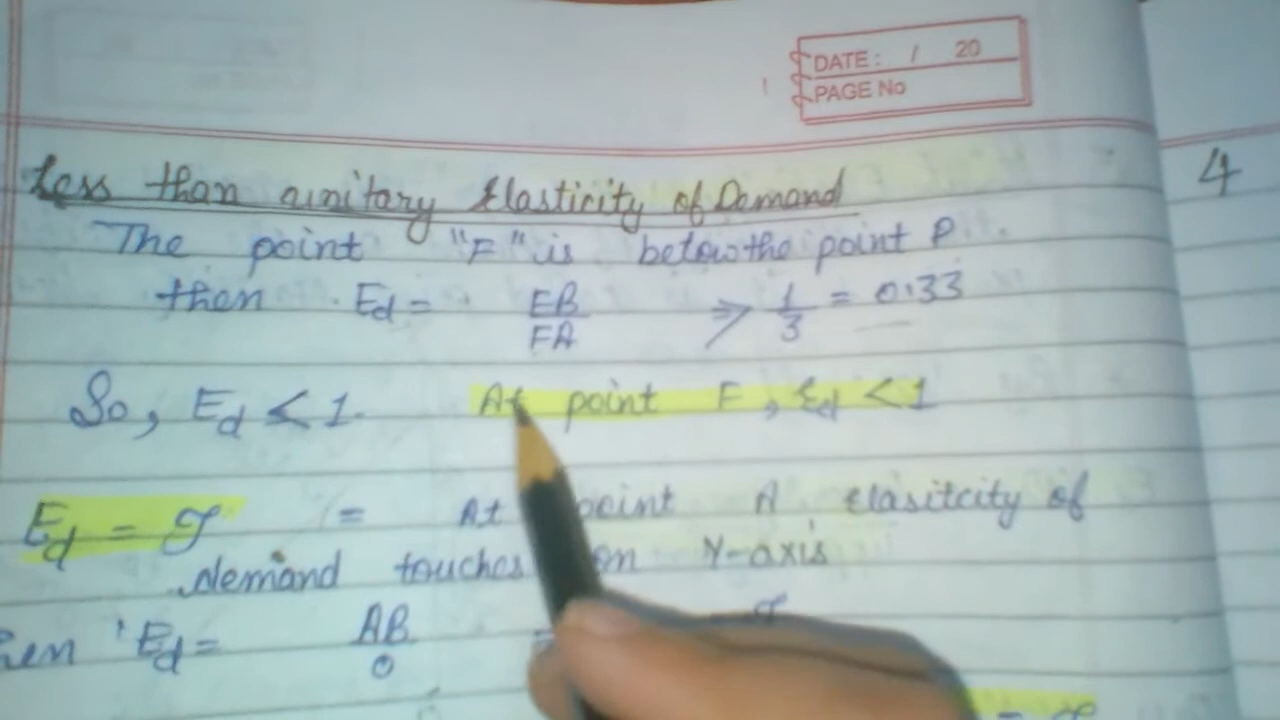 DATE: / 20
PAGE No
4
Less than unitary Elasticity of Demand
The point "F" is below the point P
then Ed = EB/FA ⇒ 1/3 = 0.33
So, Ed < 1. At point F, Ed < 1
Ed = = At point A elasitcity of
demand touches on Y-axis
Ed = AB/0 =